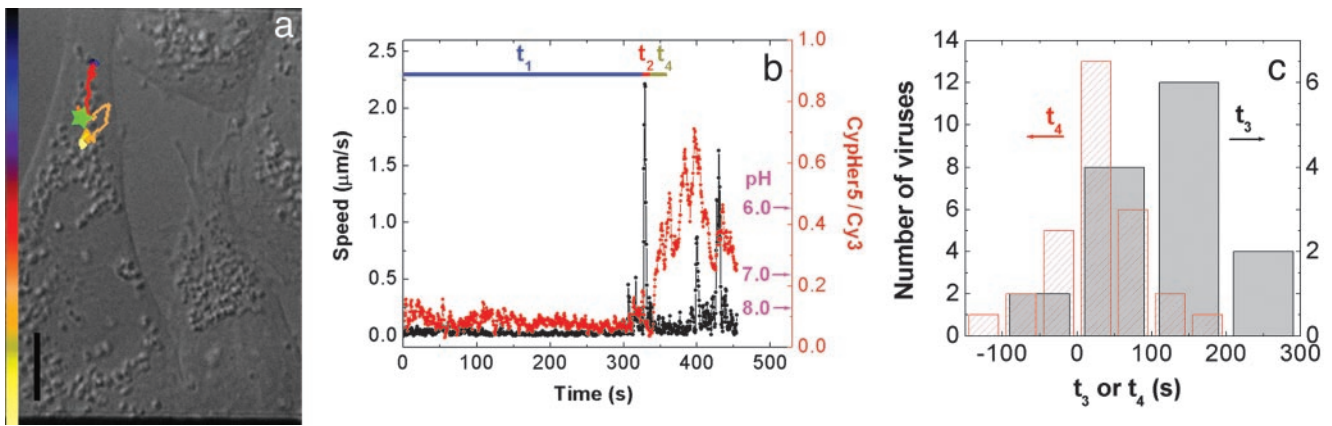 a
Speed (μm/s)
2.5
2.0
1.5
1.0
0.5
0.0
t1
t2
t4
b
0
100
200
300
400
500
Time (s)
pH
6.0
7.0
8.0
1.0
0.8
0.6
0.4
0.2
0.0
CypHer5/Cy3
Number of viruses
14
12
10
8
6
4
2
c
t4
t3
6
4
2
0
-100
0
100
200
300
t3 or t4 (s)